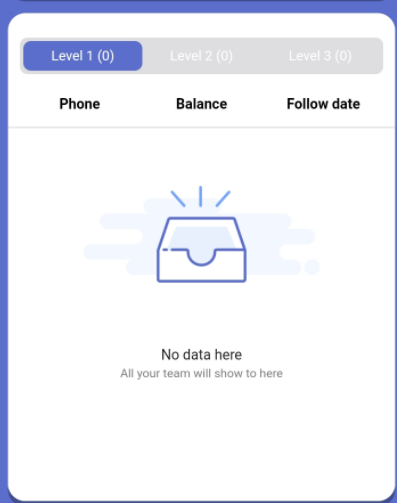 Level 1 (0) Level 2 (0) Level 3 (0)
Phone Balance Follow date
No data here
All your team will show to here